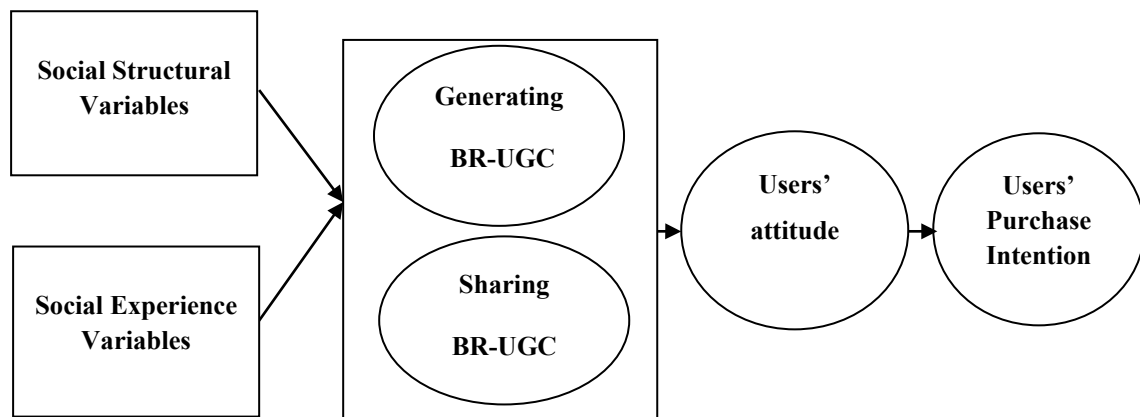 Social Structural
Variables
Social Experience
Variables
Generating
BR-UGC
Sharing
BR-UGC
Users’
attitude
Users’
Purchase
Intention